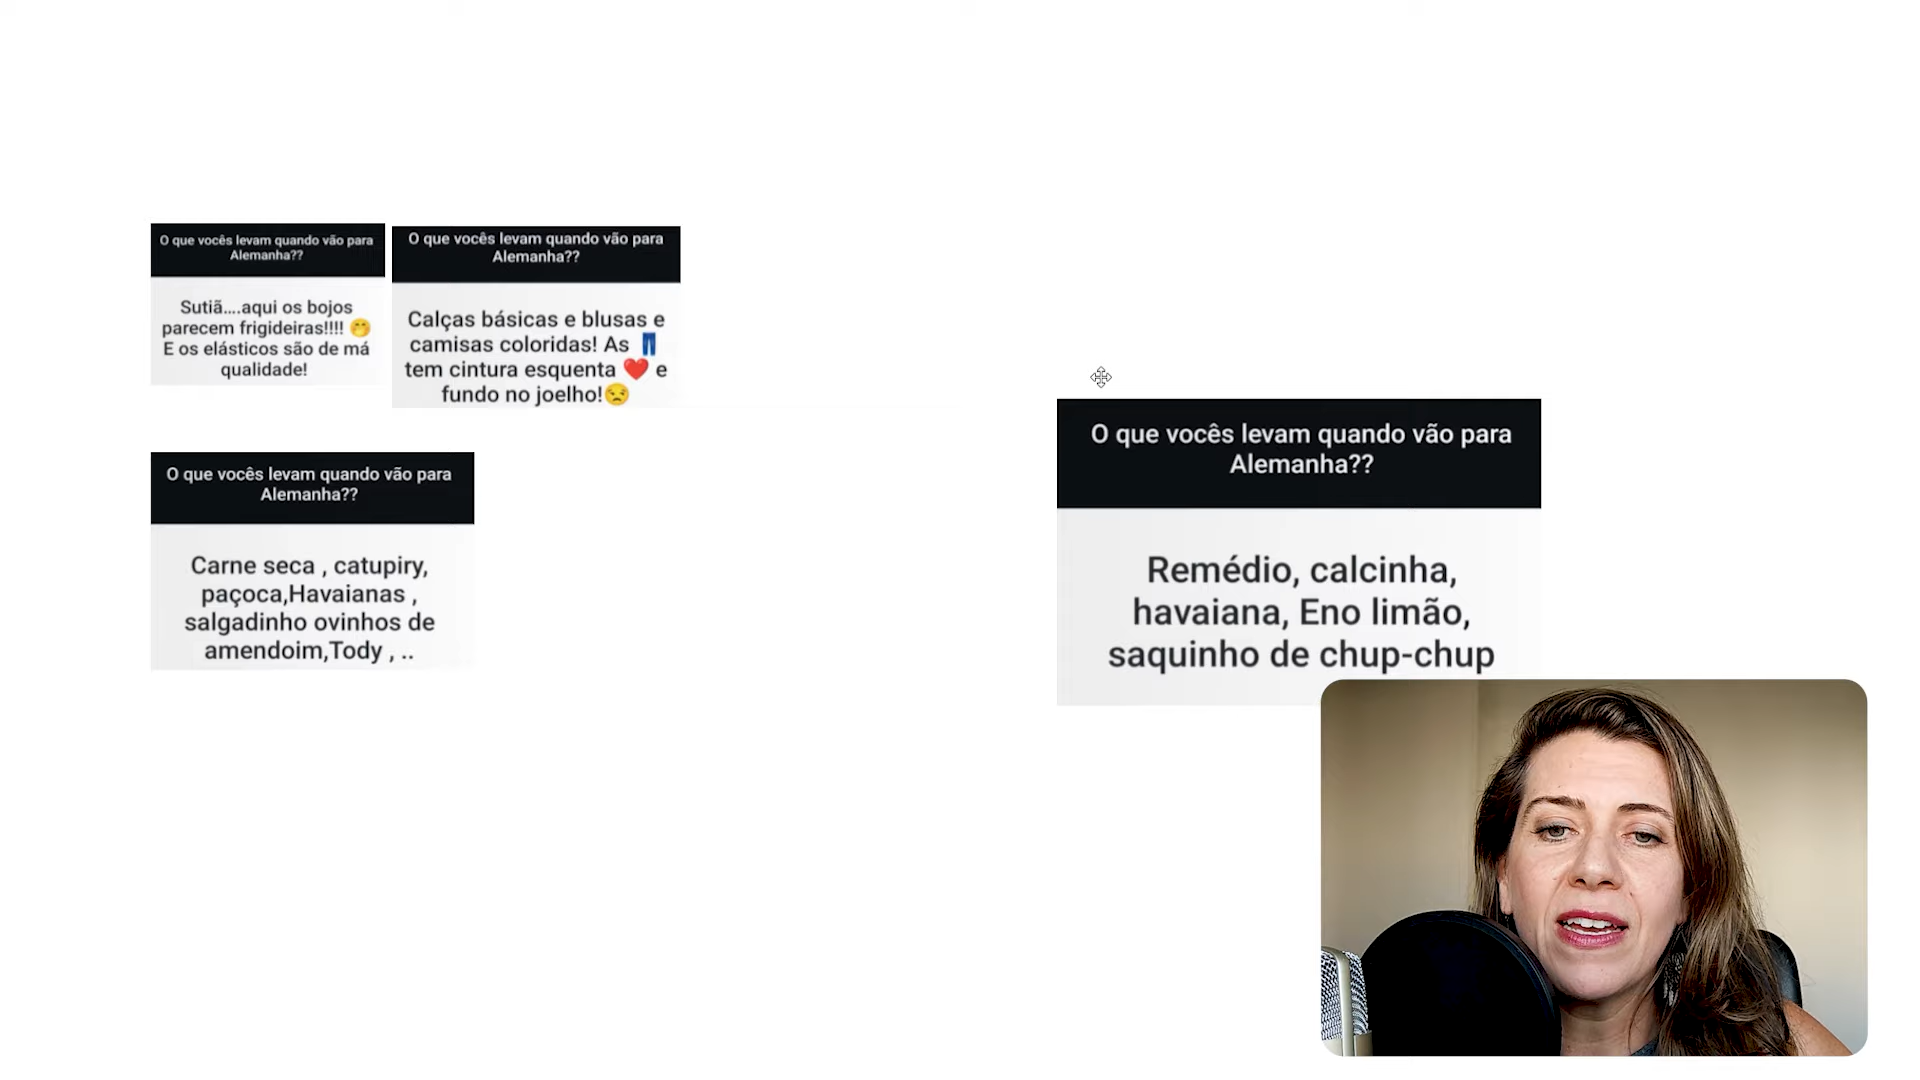 O que vocês levam quando vão para
Alemanha??
Sutiã....aqui os bojos
parecem frigideiras!!!! 🤭
E os elásticos são de má
qualidade!
O que vocês levam quando vão para
Alemanha??
Calças básicas e blusas e
camisas coloridas! As 👖
tem cintura esquenta ❤️ e
fundo no joelho!😒
O que vocês levam quando vão para
Alemanha??
Carne seca , catupiry,
paçoca,Havaianas ,
salgadinho ovinhos de
amendoim,Tody , ..
O que vocês levam quando vão para
Alemanha??
Remédio, calcinha,
havaiana, Eno limão,
saquinho de chup-chup